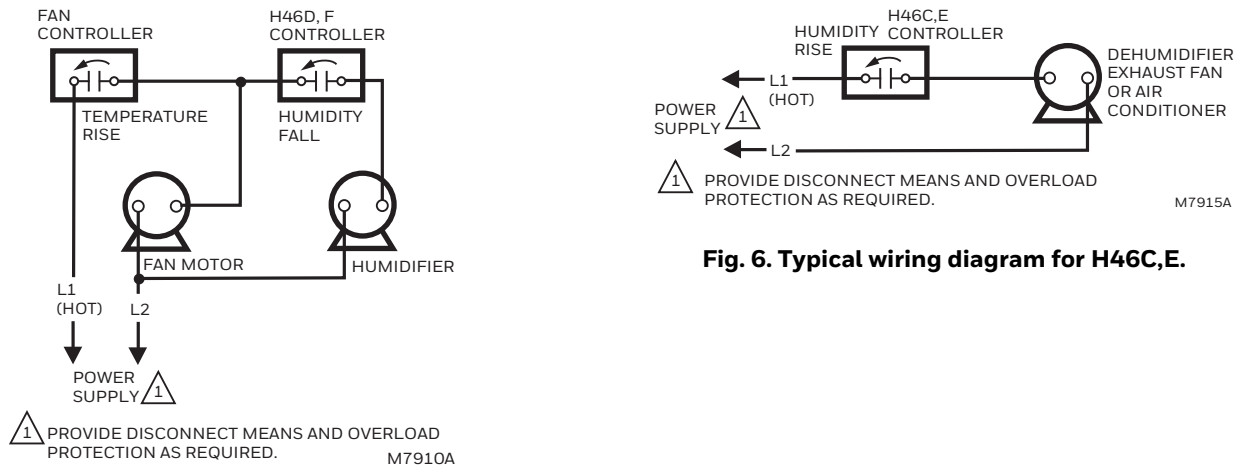 FAN
CONTROLLER
H46D, F
CONTROLLER
TEMPERATURE
RISE
HUMIDITY
FALL
FAN MOTOR
HUMIDIFIER
L1
(HOT)
L2
POWER
SUPPLY
1
1
PROVIDE DISCONNECT MEANS AND OVERLOAD
PROTECTION AS REQUIRED.
M7910A
HUMIDITY
RISE
H46C,E
CONTROLLER
DEHUMIDIFIER
EXHAUST FAN
OR AIR
CONDITIONER
L1
(HOT)
POWER
SUPPLY
1
L2
1
PROVIDE DISCONNECT MEANS AND OVERLOAD
PROTECTION AS REQUIRED.
M7915A
Fig. 6. Typical wiring diagram for H46C,E.